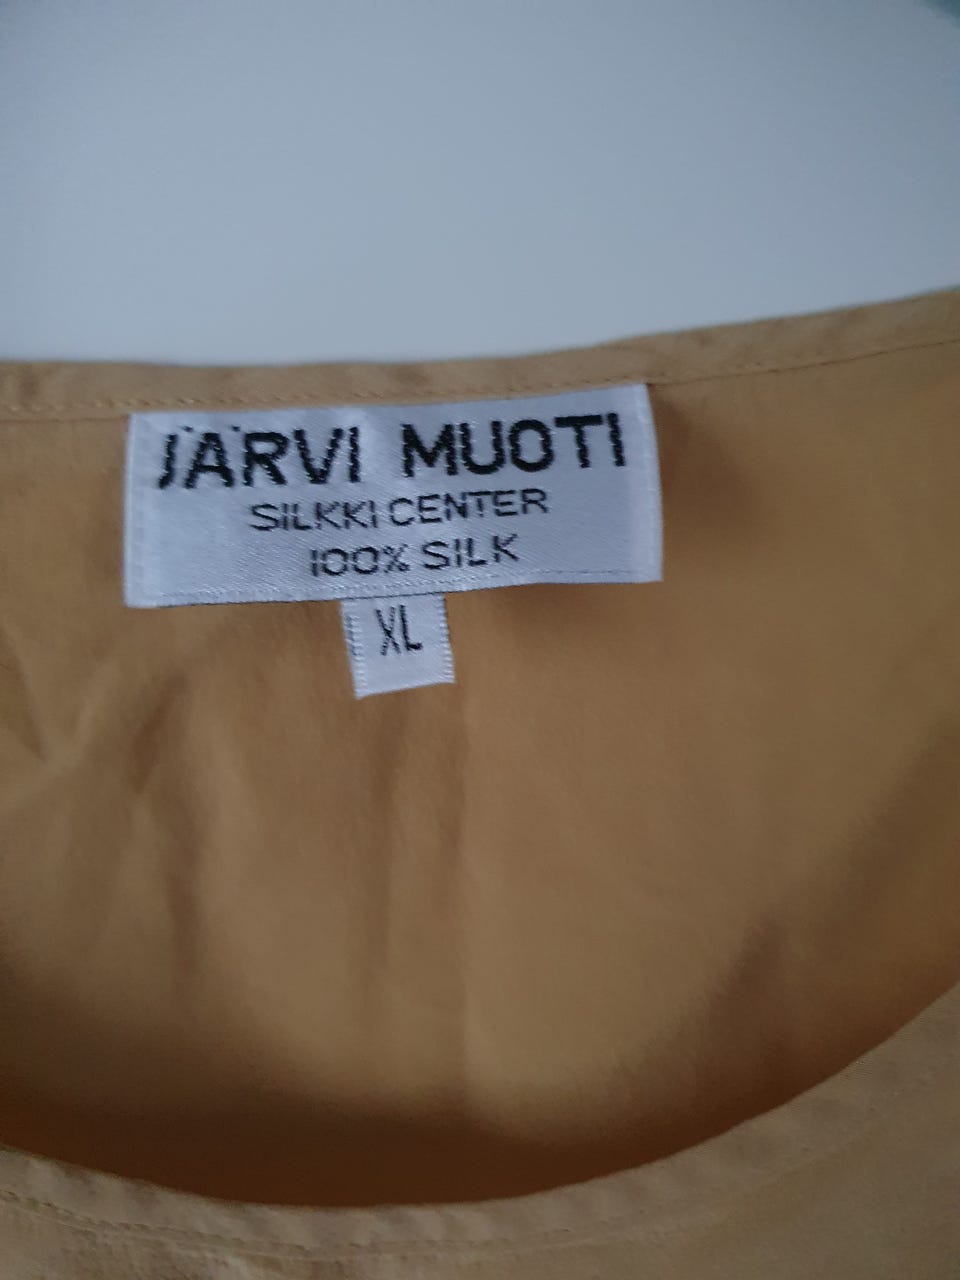 JÄRVI MUOTI
SILKKI CENTER
100% SILK
XL